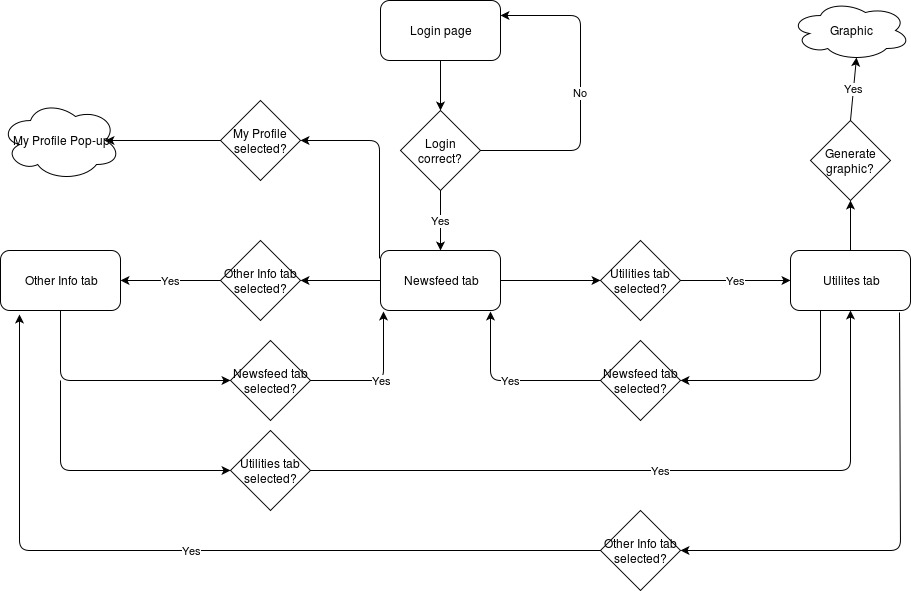 Login page
Graphic
Yes
No
My Profile
selected?
My Profile Pop-up
Login
correct?
Generate
graphic?
Yes
Other Info tab
Yes
Other Info tab
selected?
Newsfeed tab
Utilities tab
selected?
Yes
Utilites tab
Newsfeed tab
selected?
Yes
Yes
Newsfeed tab
selected?
Utilities tab
selected?
Yes
Yes
Other Info tab
selected?